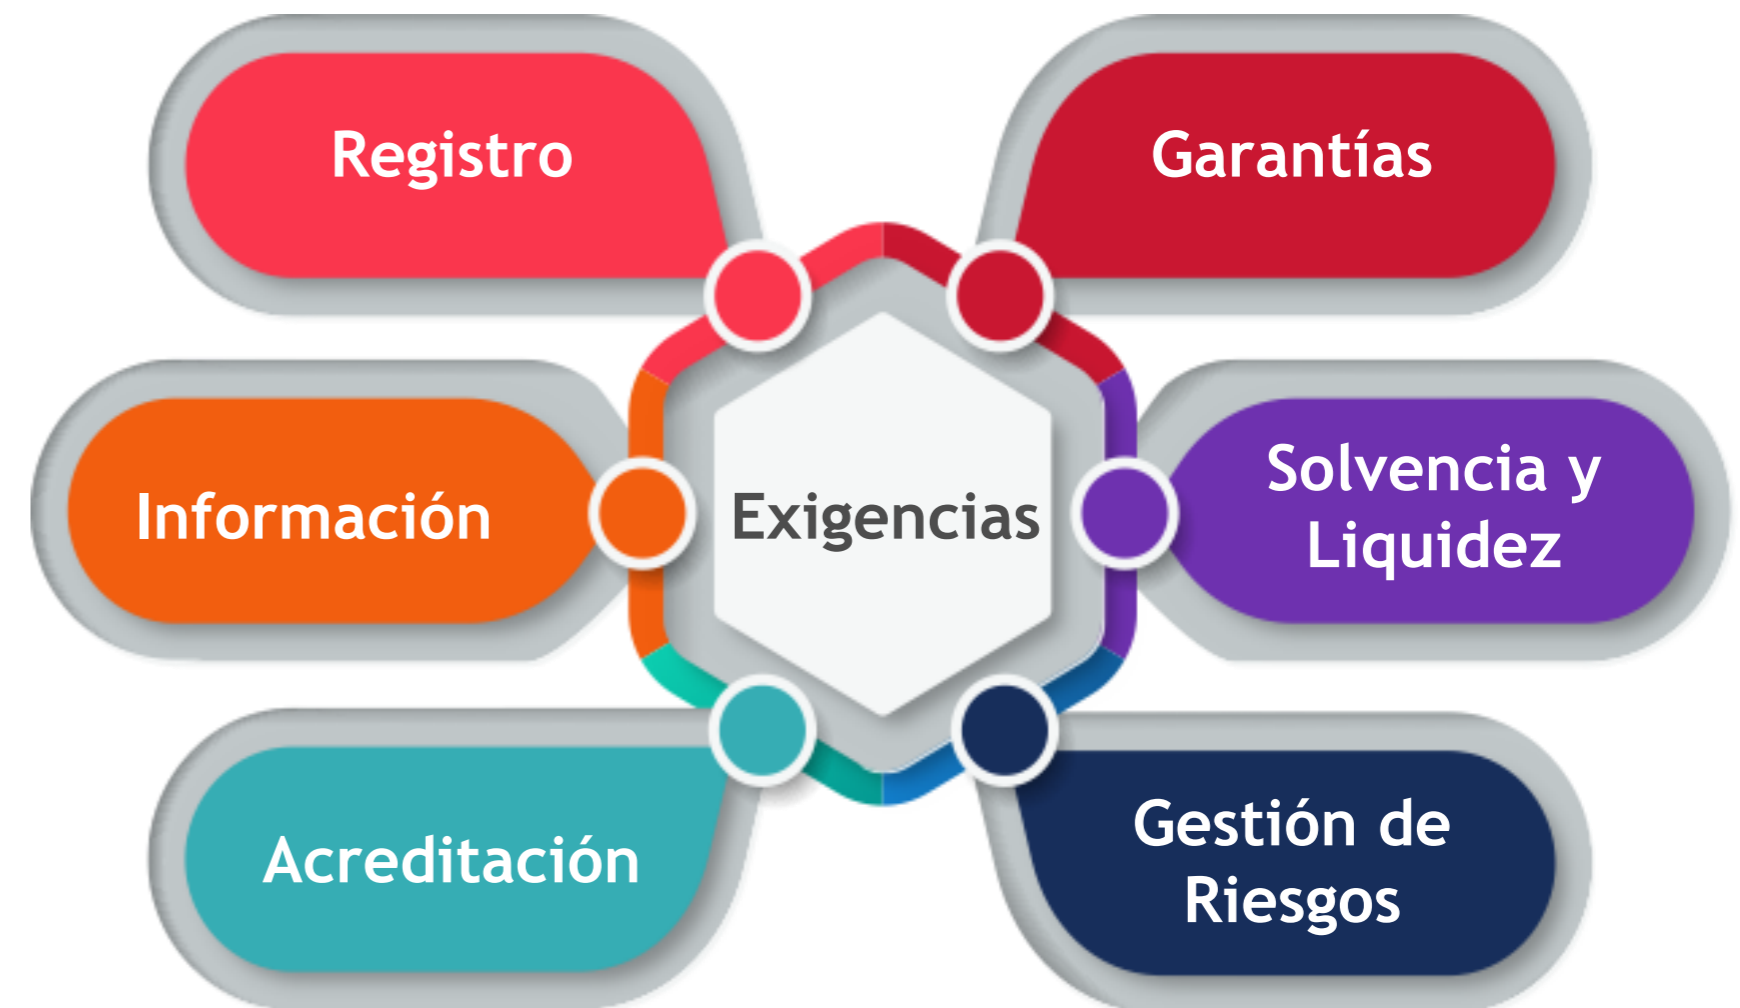 Registro
Garantías
Información
Exigencias
Solvencia y
Liquidez
Acreditación
Gestión de
Riesgos